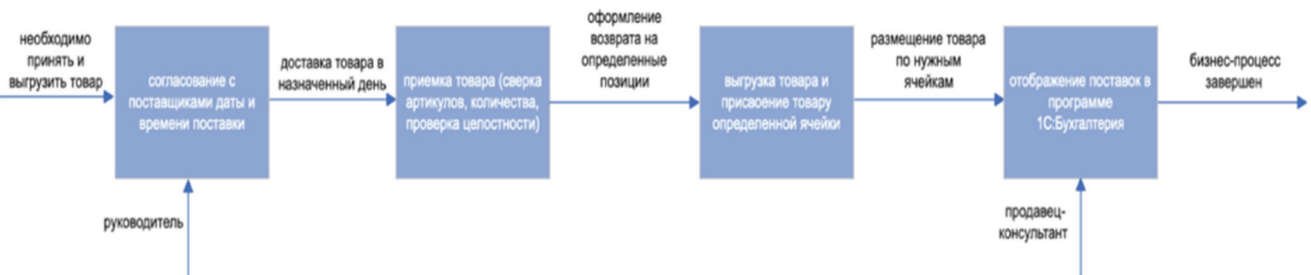 необходимо
принять и
выгрузить товар
согласование с
поставщиками даты и
времени поставки
доставка товара в
назначенный день
приемка товара (сверка
артикулов, количества,
проверка целостности)
оформление
возврата на
определенные
позиции
выгрузка товара и
присвоение товару
определенной ячейки
размещение товара
по нужным
ячейкам
отображение поставок в
программе
1С:Бухгалтерия
бизнес-процесс
завершен
руководитель
продавец-
консультант